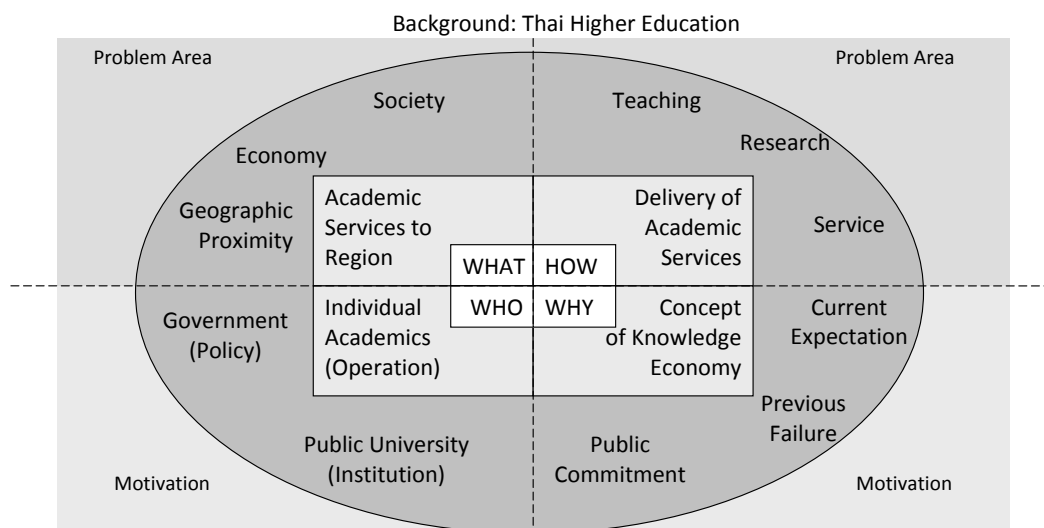 Background: Thai Higher Education
Problem Area
Problem Area
Society
Teaching
Economy
Research
Geographic
Proximity
Academic
Services to
Region
Delivery of
Academic
Services
Service
WHAT
HOW
WHO
WHY
Government
(Policy)
Individual
Academics
(Operation)
Concept
of Knowledge
Economy
Current
Expectation
Previous
Failure
Public University
(Institution)
Public
Commitment
Motivation
Motivation